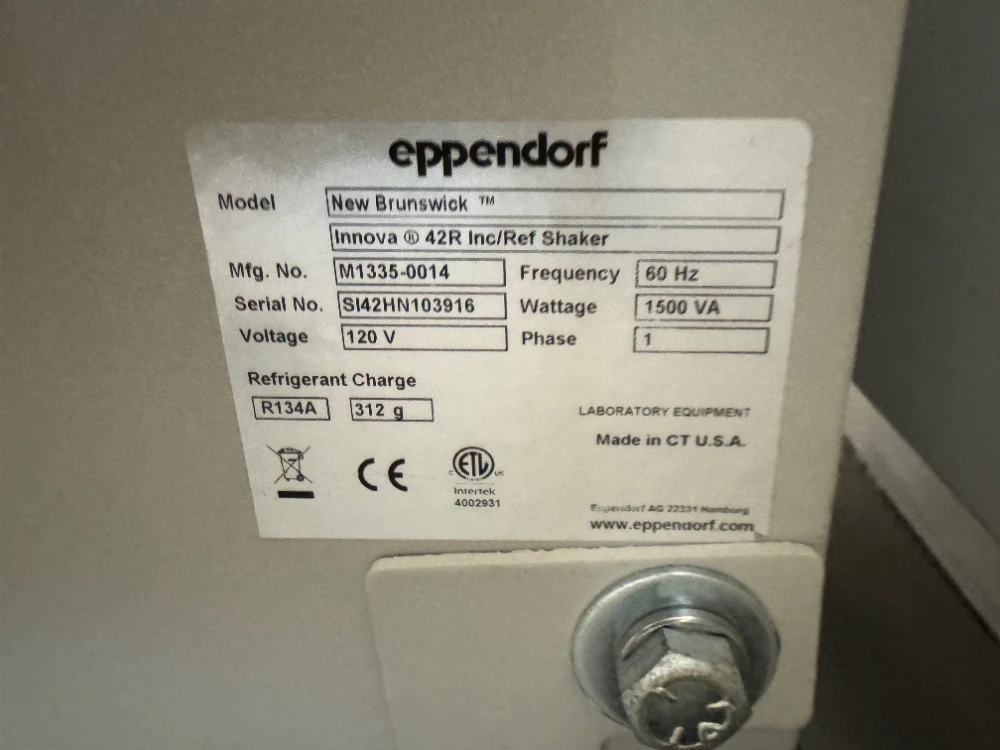 eppendorf
Model New Brunswick ™
Innova ® 42R Inc/Ref Shaker
Mfg. No. M1335-0014 Frequency 60 Hz
Serial No. SI42HN103916 Wattage 1500 VA
Voltage 120 V Phase 1
Refrigerant Charge
R134A 312 g
LABORATORY EQUIPMENT
Made in CT U.S.A.
CE
C ETL US
Intertek
4002931
Eppendorf AG 22331 Hamburg
www.eppendorf.com